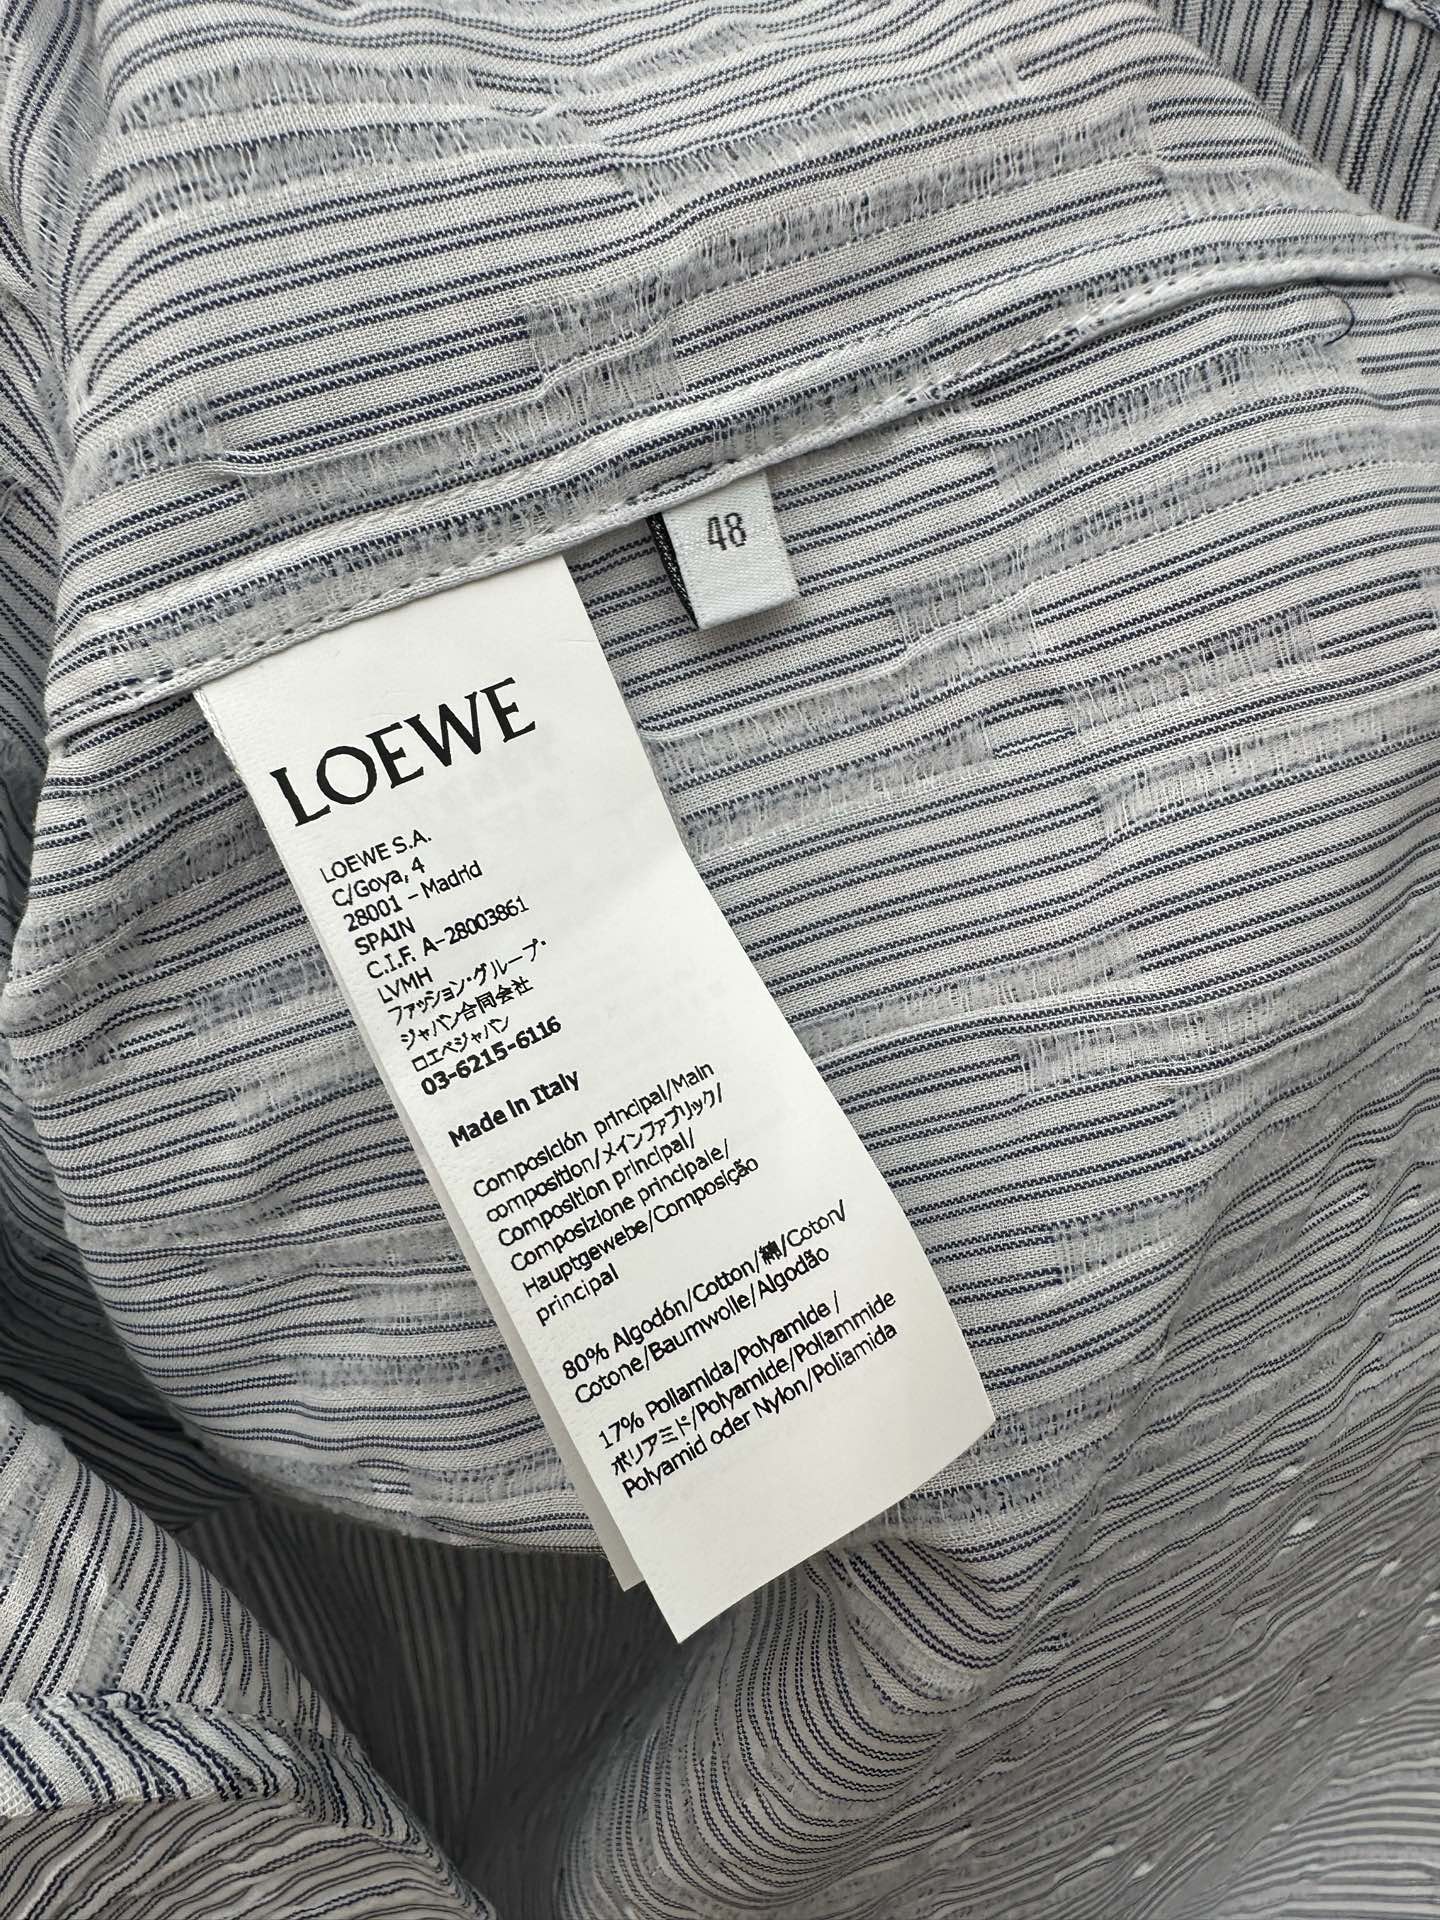 48
LOEWE
LOEWE S.A.
C/Goya, 4
28001 - Madrid
SPAIN
C.I.F. A-28003861
LVMH
ファッション・グループ・
ジャパン合同会社
ロエベジャパン
03-6215-6116
Made in Italy
Composición principal/Main
composition/メインファブリック/
Composition principal/
Composizione principale/
Hauptgewebe/Composição
principal
80% Algodón/Cotton/綿/Coton/
Cotone/Baumwolle/Algodão
17% Poliamida/Polyamide /
ポリアミド/Polyamide/Poliammide
Polyamid oder Nylon/Poliamida